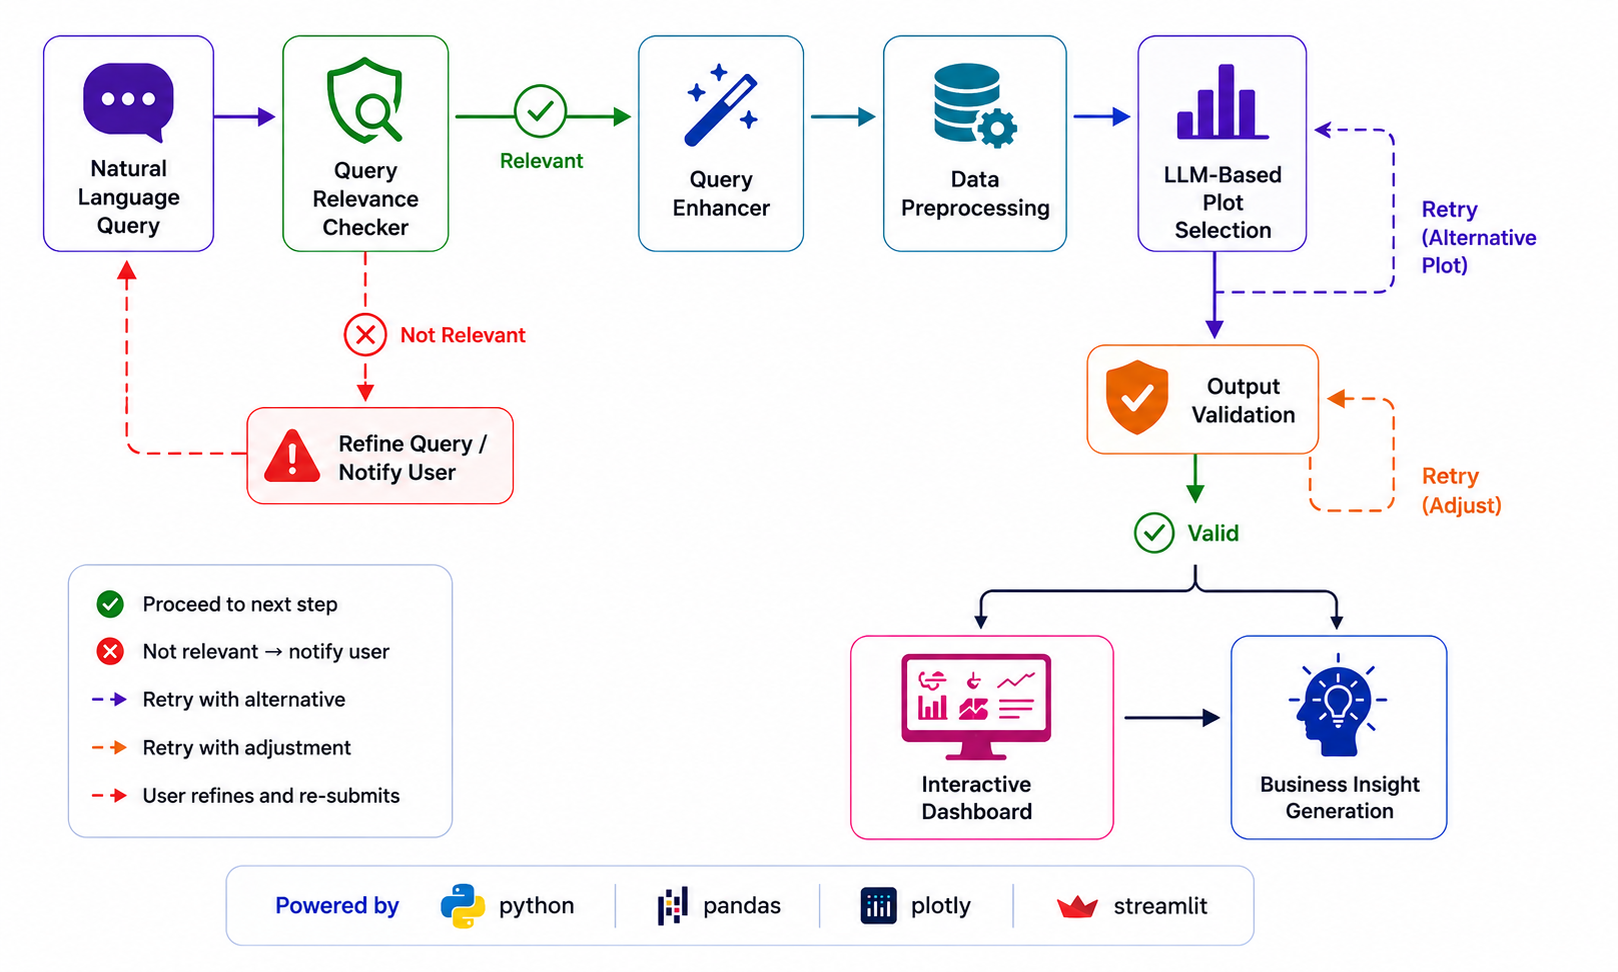 Natural
Language
Query
Query
Relevance
Checker
Relevant
Query
Enhancer
Data
Preprocessing
LLM-Based
Plot
Selection
Retry
(Alternative
Plot)
Not Relevant
Refine Query /
Notify User
Output
Validation
Retry
(Adjust)
Valid
Proceed to next step
Not relevant → notify user
Retry with alternative
Retry with adjustment
User refines and re-submits
Interactive
Dashboard
Business Insight
Generation
Powered by
python
pandas
plotly
streamlit